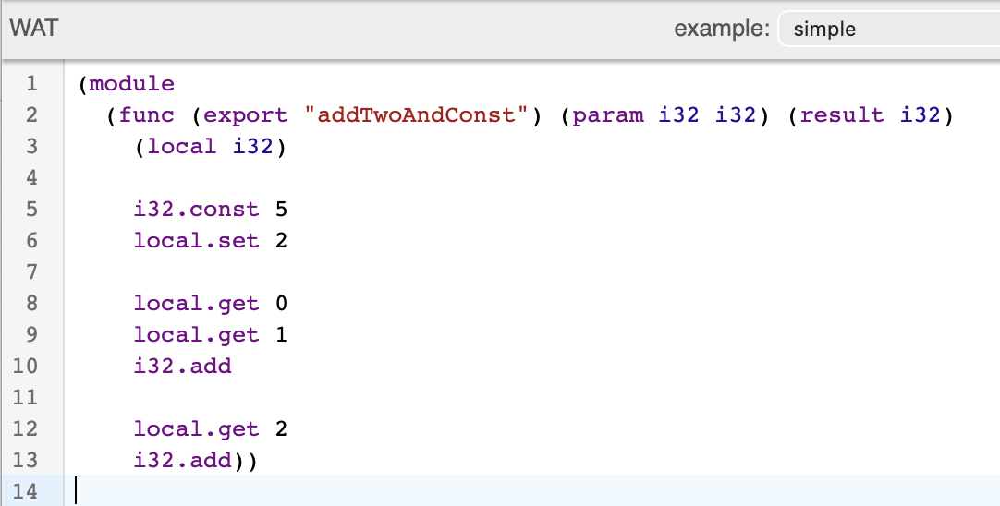 WAT example: simple
1 (module
2 (func (export "addTwoAndConst") (param i32 i32) (result i32)
3 (local i32)
4
5 i32.const 5
6 local.set 2
7
8 local.get 0
9 local.get 1
10 i32.add
11
12 local.get 2
13 i32.add))
14